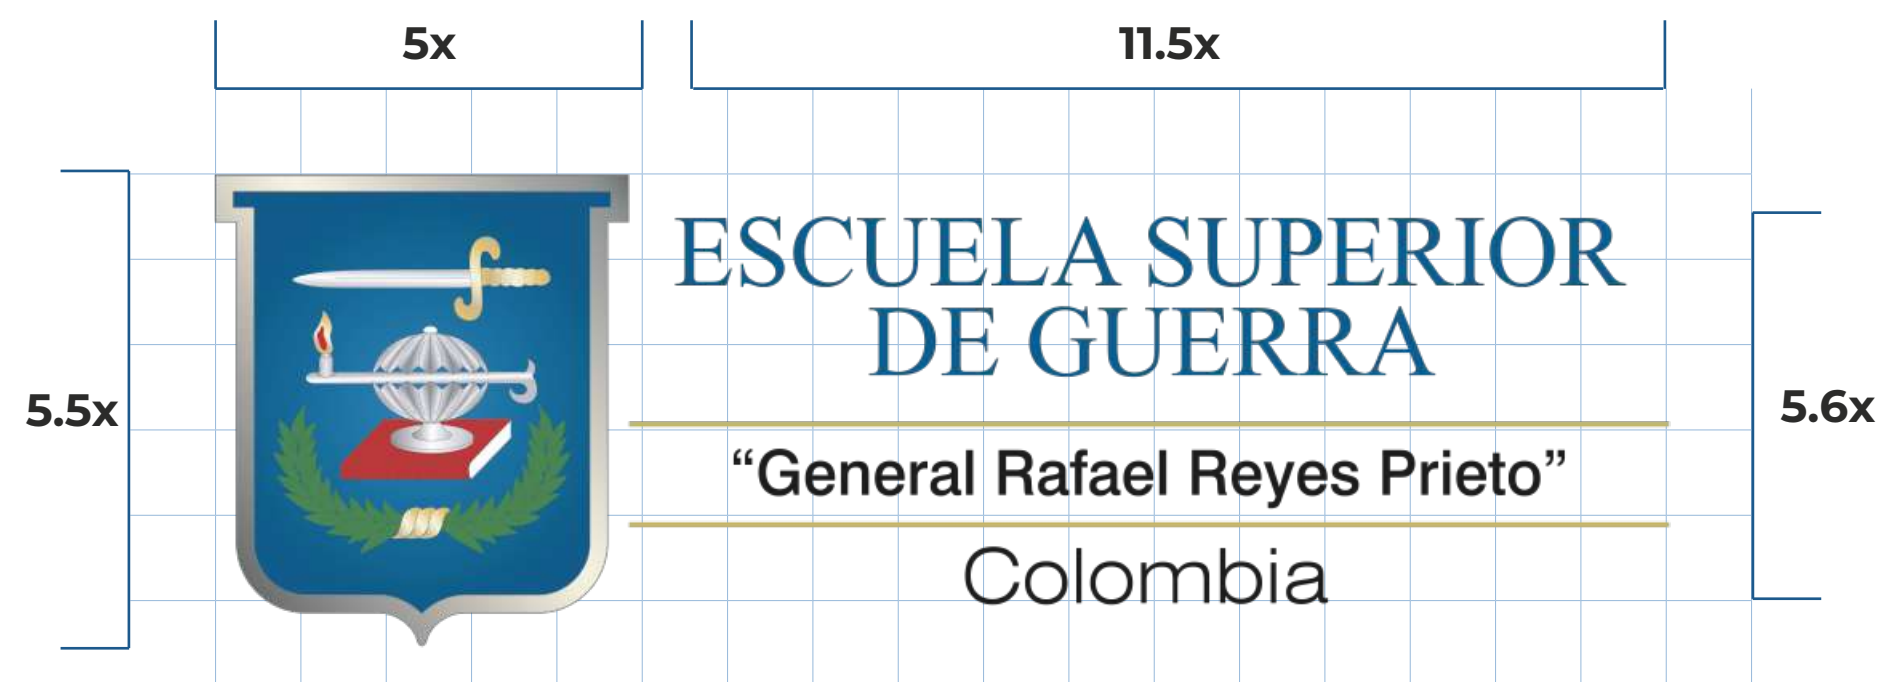 5x
11.5x
5.5x
ESCUELA SUPERIOR
DE GUERRA
“General Rafael Reyes Prieto”
Colombia
5.6x